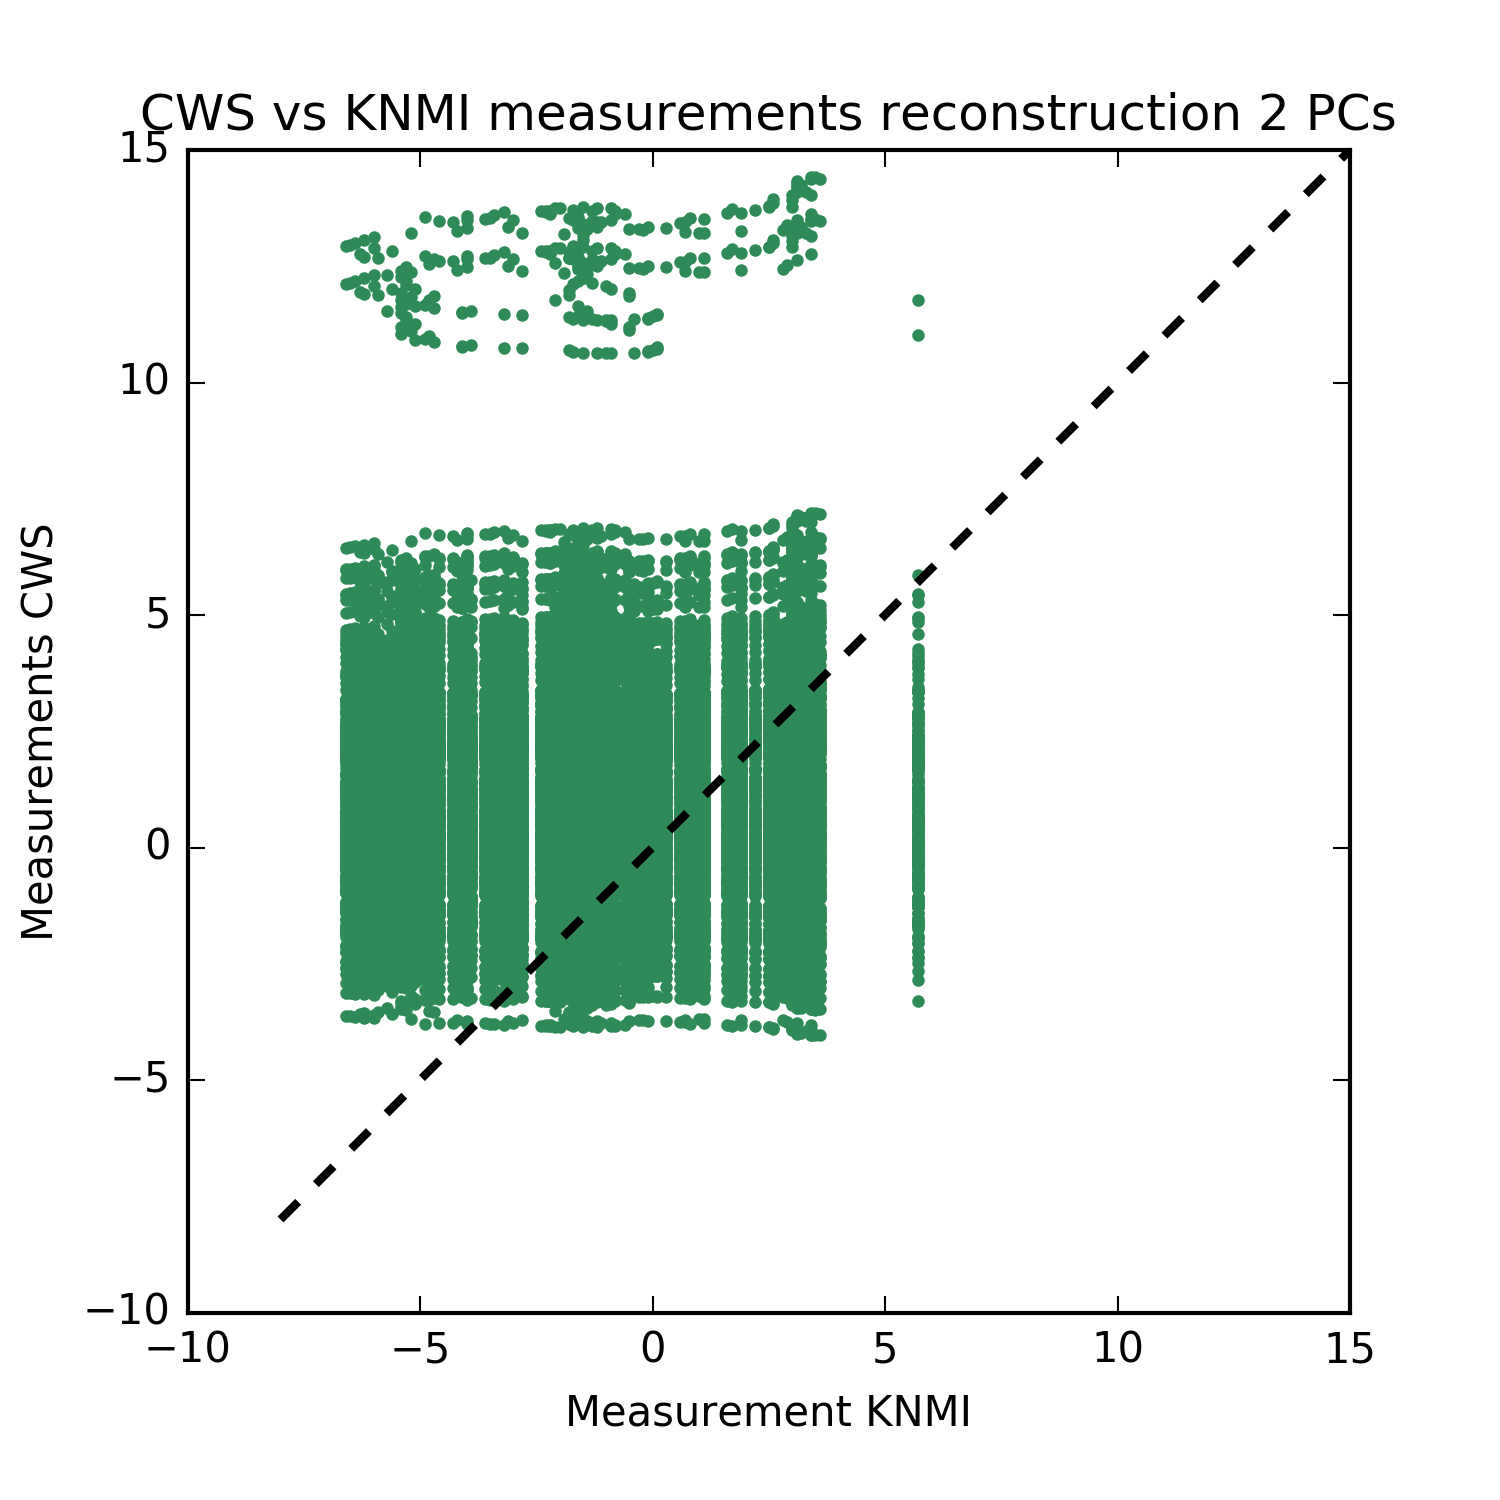 CWS vs KNMI measurements reconstruction 2 PCs
15
10
5
0
−5
−10
Measurements CWS
−10 −5 0 5 10 15
Measurement KNMI